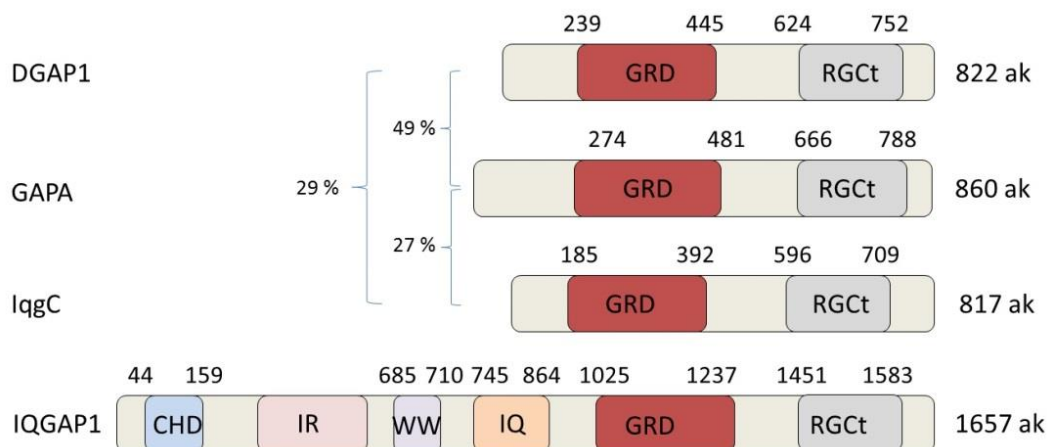 239 445 624 752
DGAP1 GRD RGCt 822 ak
49 %
274 481 666 788
GAPA 29 % GRD RGCt 860 ak
27 %
185 392 596 709
IqgC GRD RGCt 817 ak
44 159 685 710 745 864 1025 1237 1451 1583
IQGAP1 CHD IR WW IQ GRD RGCt 1657 ak